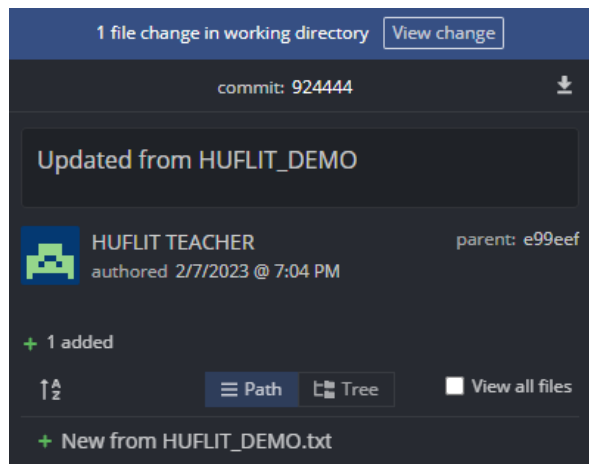 1 file change in working directory View change
commit: 924444
Updated from HUFLIT_DEMO
HUFLIT TEACHER parent: e99eef
authored 2/7/2023 @ 7:04 PM
+ 1 added
Path Tree View all files
+ New from HUFLIT_DEMO.txt